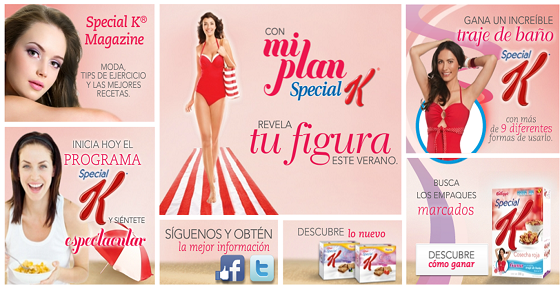 Special K®
Magazine
MODA,
TIPS DE EJERCICIO
Y LAS MEJORES
RECETAS.
INICIA HOY EL
PROGRAMA
Special
K
Y SIÉNTETE
espectacular
CON
mi
plan
Special K
REVELA
tu figura
ESTE VERANO.
SÍGUENOS Y OBTÉN
la mejor información
f
DESCUBRE lo nuevo
K
K
GANA UN INCREÍBLE
traje de baño
Special
K
con más
de 9 diferentes
formas de usarlo.
BUSCA
LOS EMPAQUES
marcados
DESCUBRE
cómo ganar
Kellogg's
Special
K